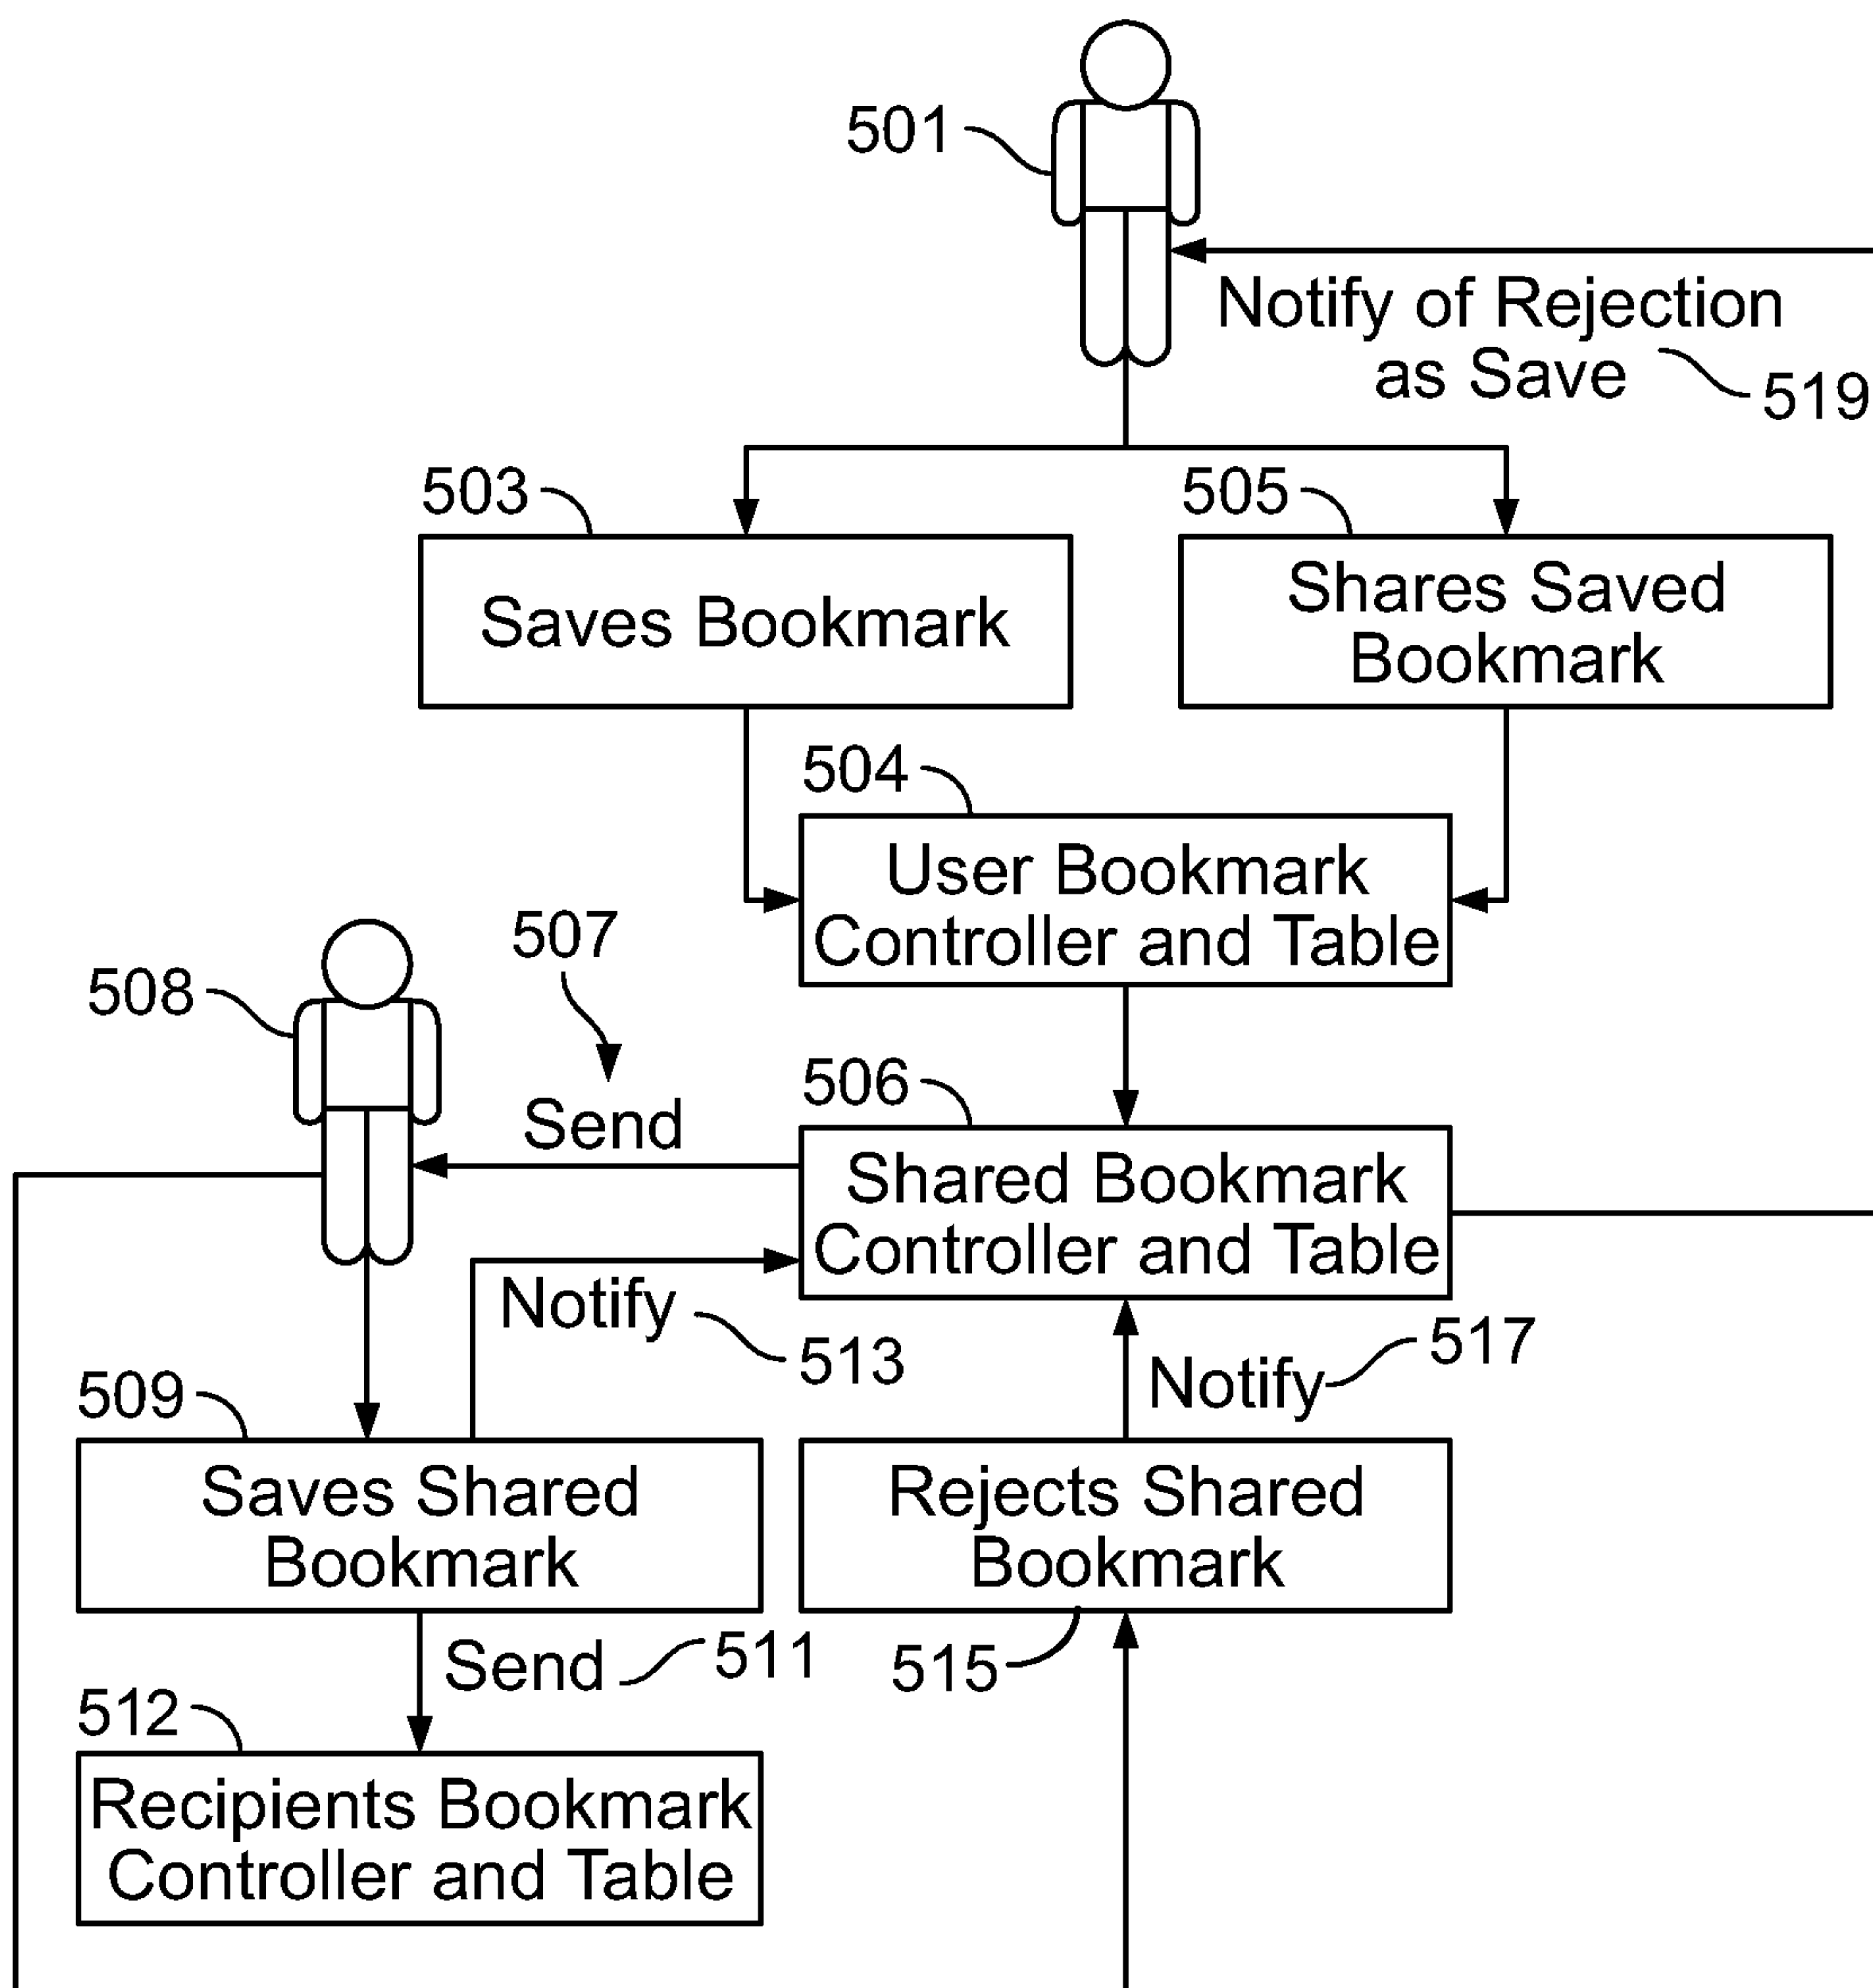 501
Notify of Rejection
as Save
519
503
505
Saves Bookmark
Shares Saved
Bookmark
504
User Bookmark
Controller and Table
507
508
Send
506
Shared Bookmark
Controller and Table
Notify
513
517
Notify
509
Saves Shared
Bookmark
Rejects Shared
Bookmark
Send
511
515
512
Recipients Bookmark
Controller and Table